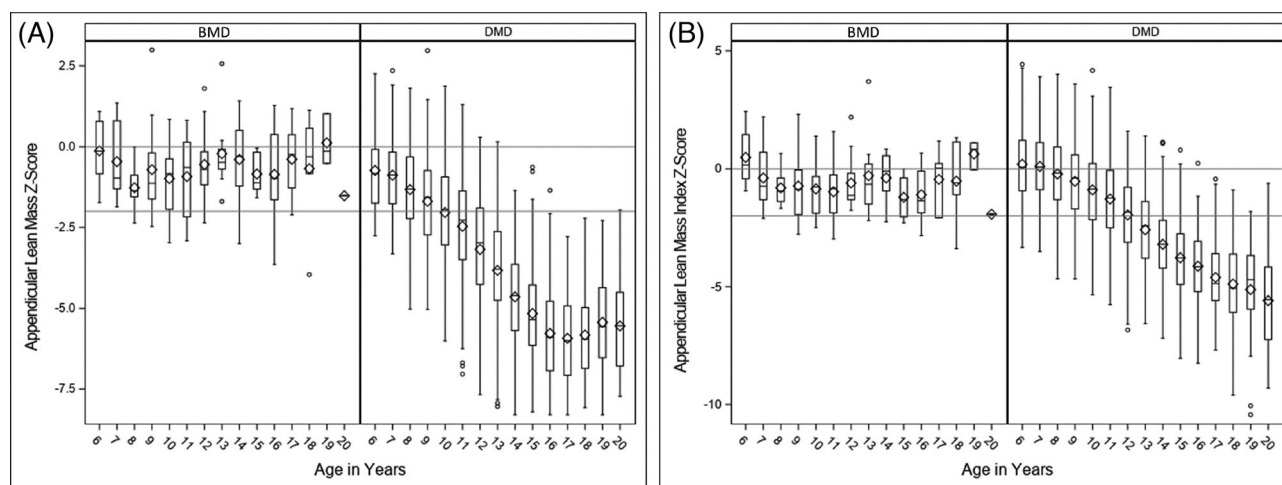 (A)
BMD DMD
Appendicular Lean Mass Z-Score
2.5
0.0
-2.5
-5.0
-7.5
6 7 8 9 10 11 12 13 14 15 16 17 18 19 20 6 7 8 9 10 11 12 13 14 15 16 17 18 19 20
Age in Years
(B)
BMD DMD
Appendicular Lean Mass Index Z-Score
5
0
-5
-10
6 7 8 9 10 11 12 13 14 15 16 17 18 19 20 6 7 8 9 10 11 12 13 14 15 16 17 18 19 20
Age in Years